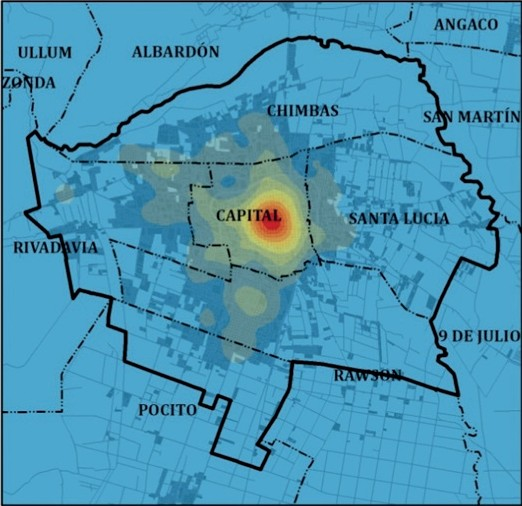 ANGACO
ULLUM
ALBARDÓN
ZONDA
CHIMBAS
SAN MARTÍN
CAPITAL
SANTA LUCIA
RIVADAVIA
9 DE JULIO
RAWSON
POCITO